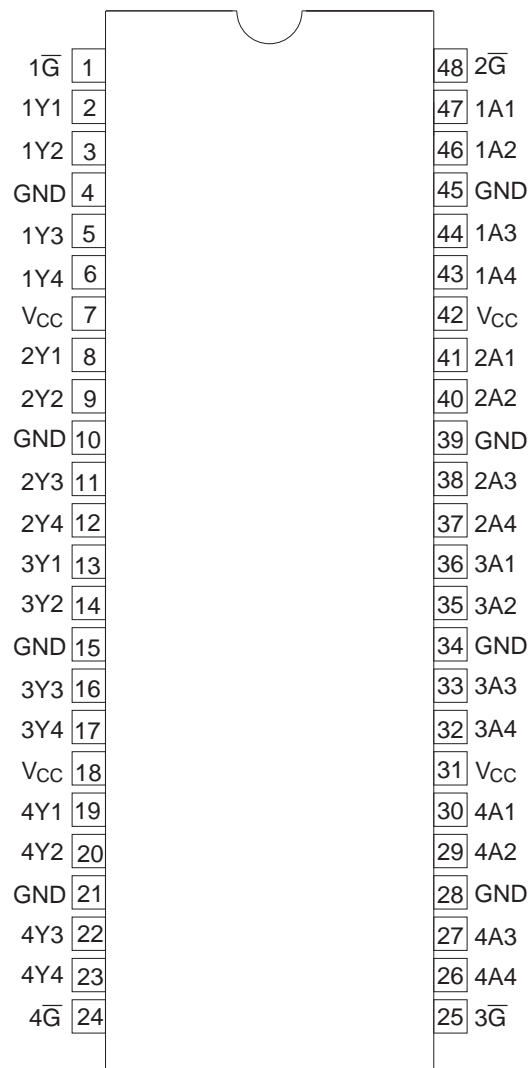 1G̅ 1 48 2G̅
1Y1 2 47 1A1
1Y2 3 46 1A2
GND 4 45 GND
1Y3 5 44 1A3
1Y4 6 43 1A4
VCC 7 42 VCC
2Y1 8 41 2A1
2Y2 9 40 2A2
GND 10 39 GND
2Y3 11 38 2A3
2Y4 12 37 2A4
3Y1 13 36 3A1
3Y2 14 35 3A2
GND 15 34 GND
3Y3 16 33 3A3
3Y4 17 32 3A4
VCC 18 31 VCC
4Y1 19 30 4A1
4Y2 20 29 4A2
GND 21 28 GND
4Y3 22 27 4A3
4Y4 23 26 4A4
4G̅ 24 25 3G̅